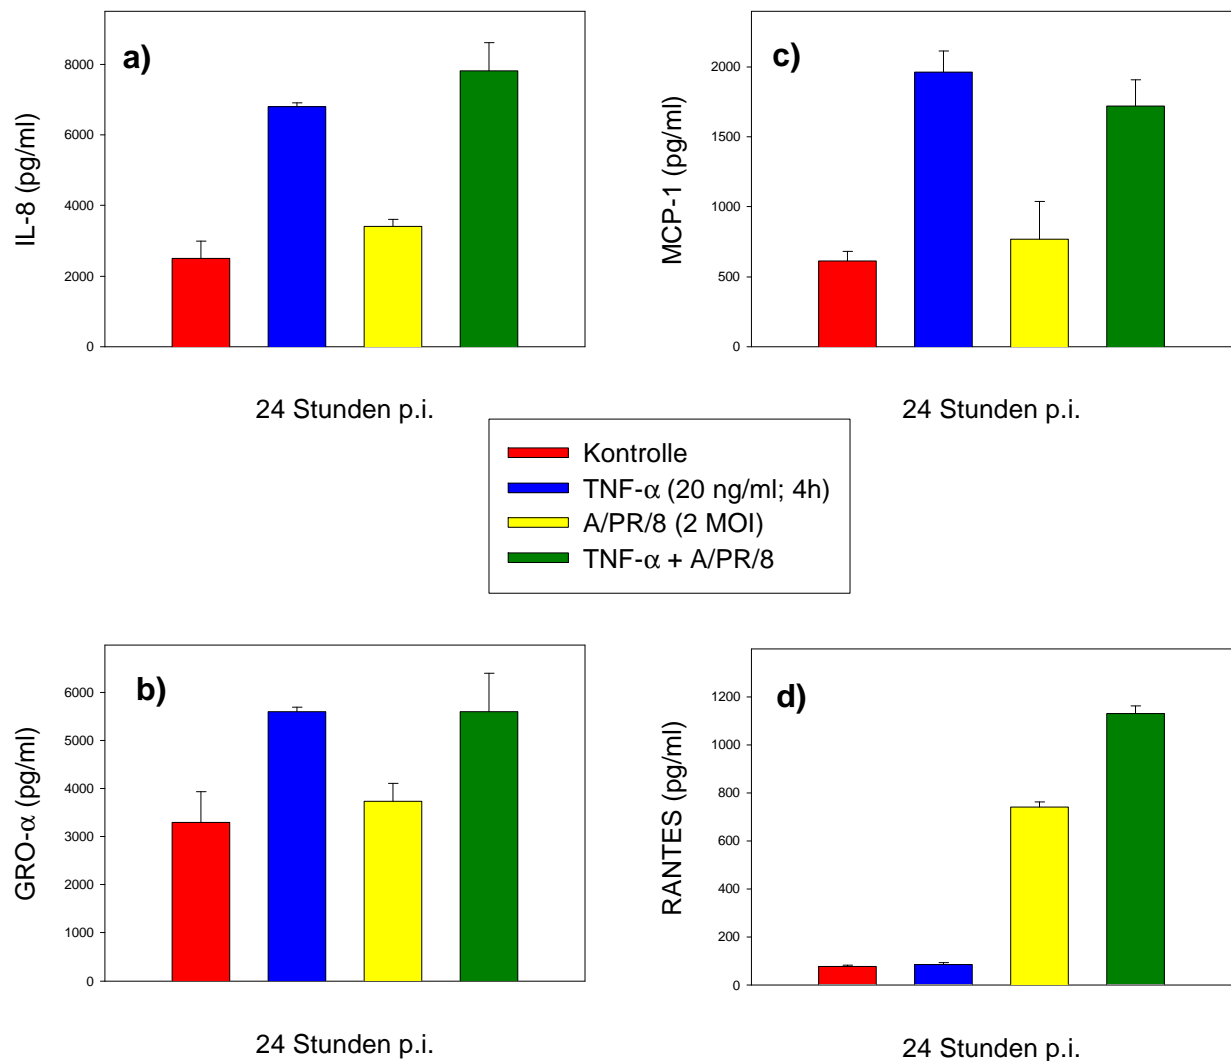 a)
IL-8 (pg/ml)
8000
6000
4000
2000
0
24 Stunden p.i.
c)
MCP-1 (pg/ml)
2000
1500
1000
500
0
24 Stunden p.i.
Kontrolle
TNF-α (20 ng/ml; 4h)
A/PR/8 (2 MOI)
TNF-α + A/PR/8
b)
GRO-α (pg/ml)
6000
5000
4000
3000
2000
1000
0
24 Stunden p.i.
d)
RANTES (pg/ml)
1200
1000
800
600
400
200
0
24 Stunden p.i.